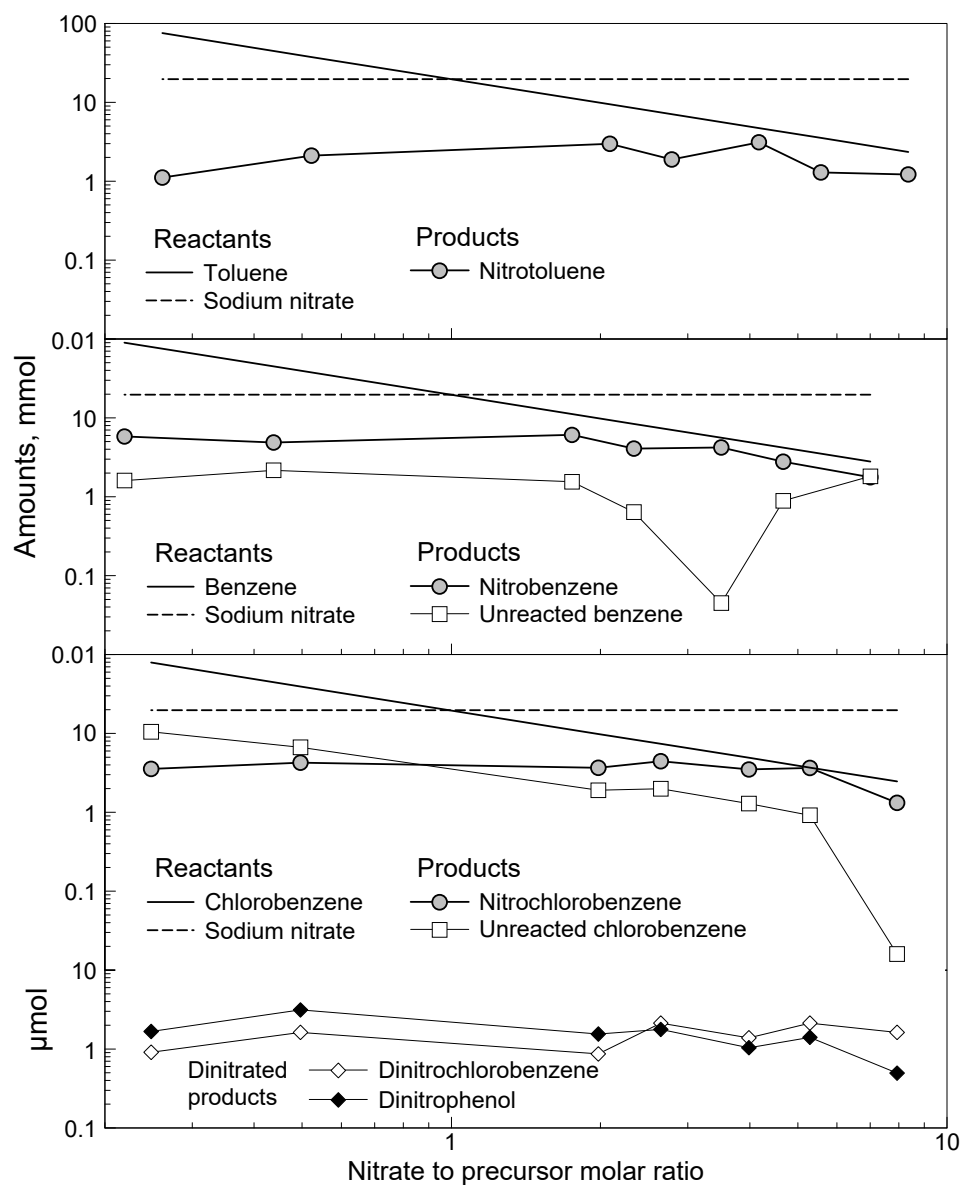 100
10
1
0.1
Reactants
Products
Toluene
Nitrotoluene
Sodium nitrate
0.01
10
1
0.1
Amounts, mmol
Reactants
Products
Benzene
Nitrobenzene
Sodium nitrate
Unreacted benzene
0.01
10
1
0.1
Reactants
Products
Chlorobenzene
Nitrochlorobenzene
Sodium nitrate
Unreacted chlorobenzene
10
1
0.1
μmol
Dinitrated
products
Dinitrochlorobenzene
Dinitrophenol
1
10
Nitrate to precursor molar ratio